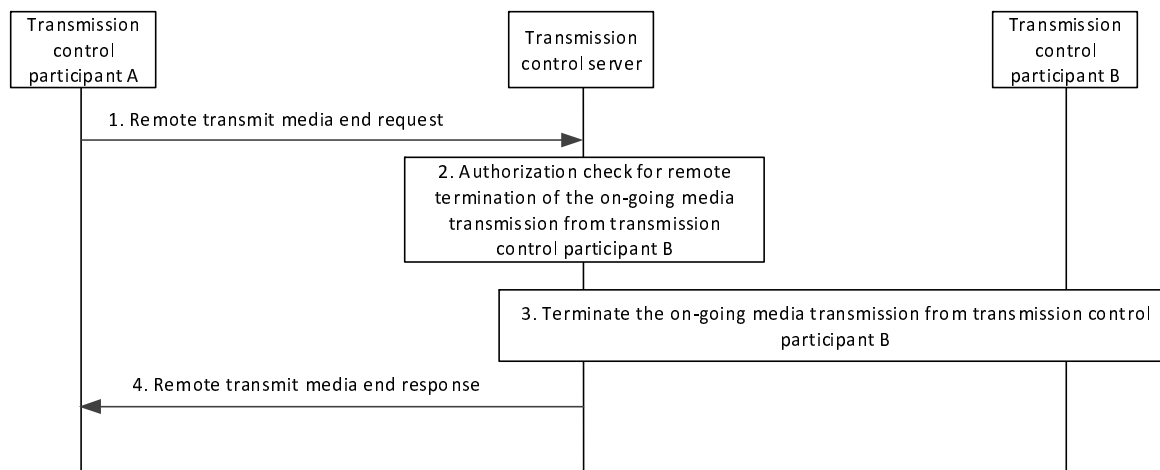 Transmission
control
participant A
Transmission
control server
Transmission
control
participant B
1. Remote transmit media end request
2. Authorization check for remote
termination of the on-going media
transmission from transmission
control participant B
3. Terminate the on-going media transmission from transmission control
participant B
4. Remote transmit media end response